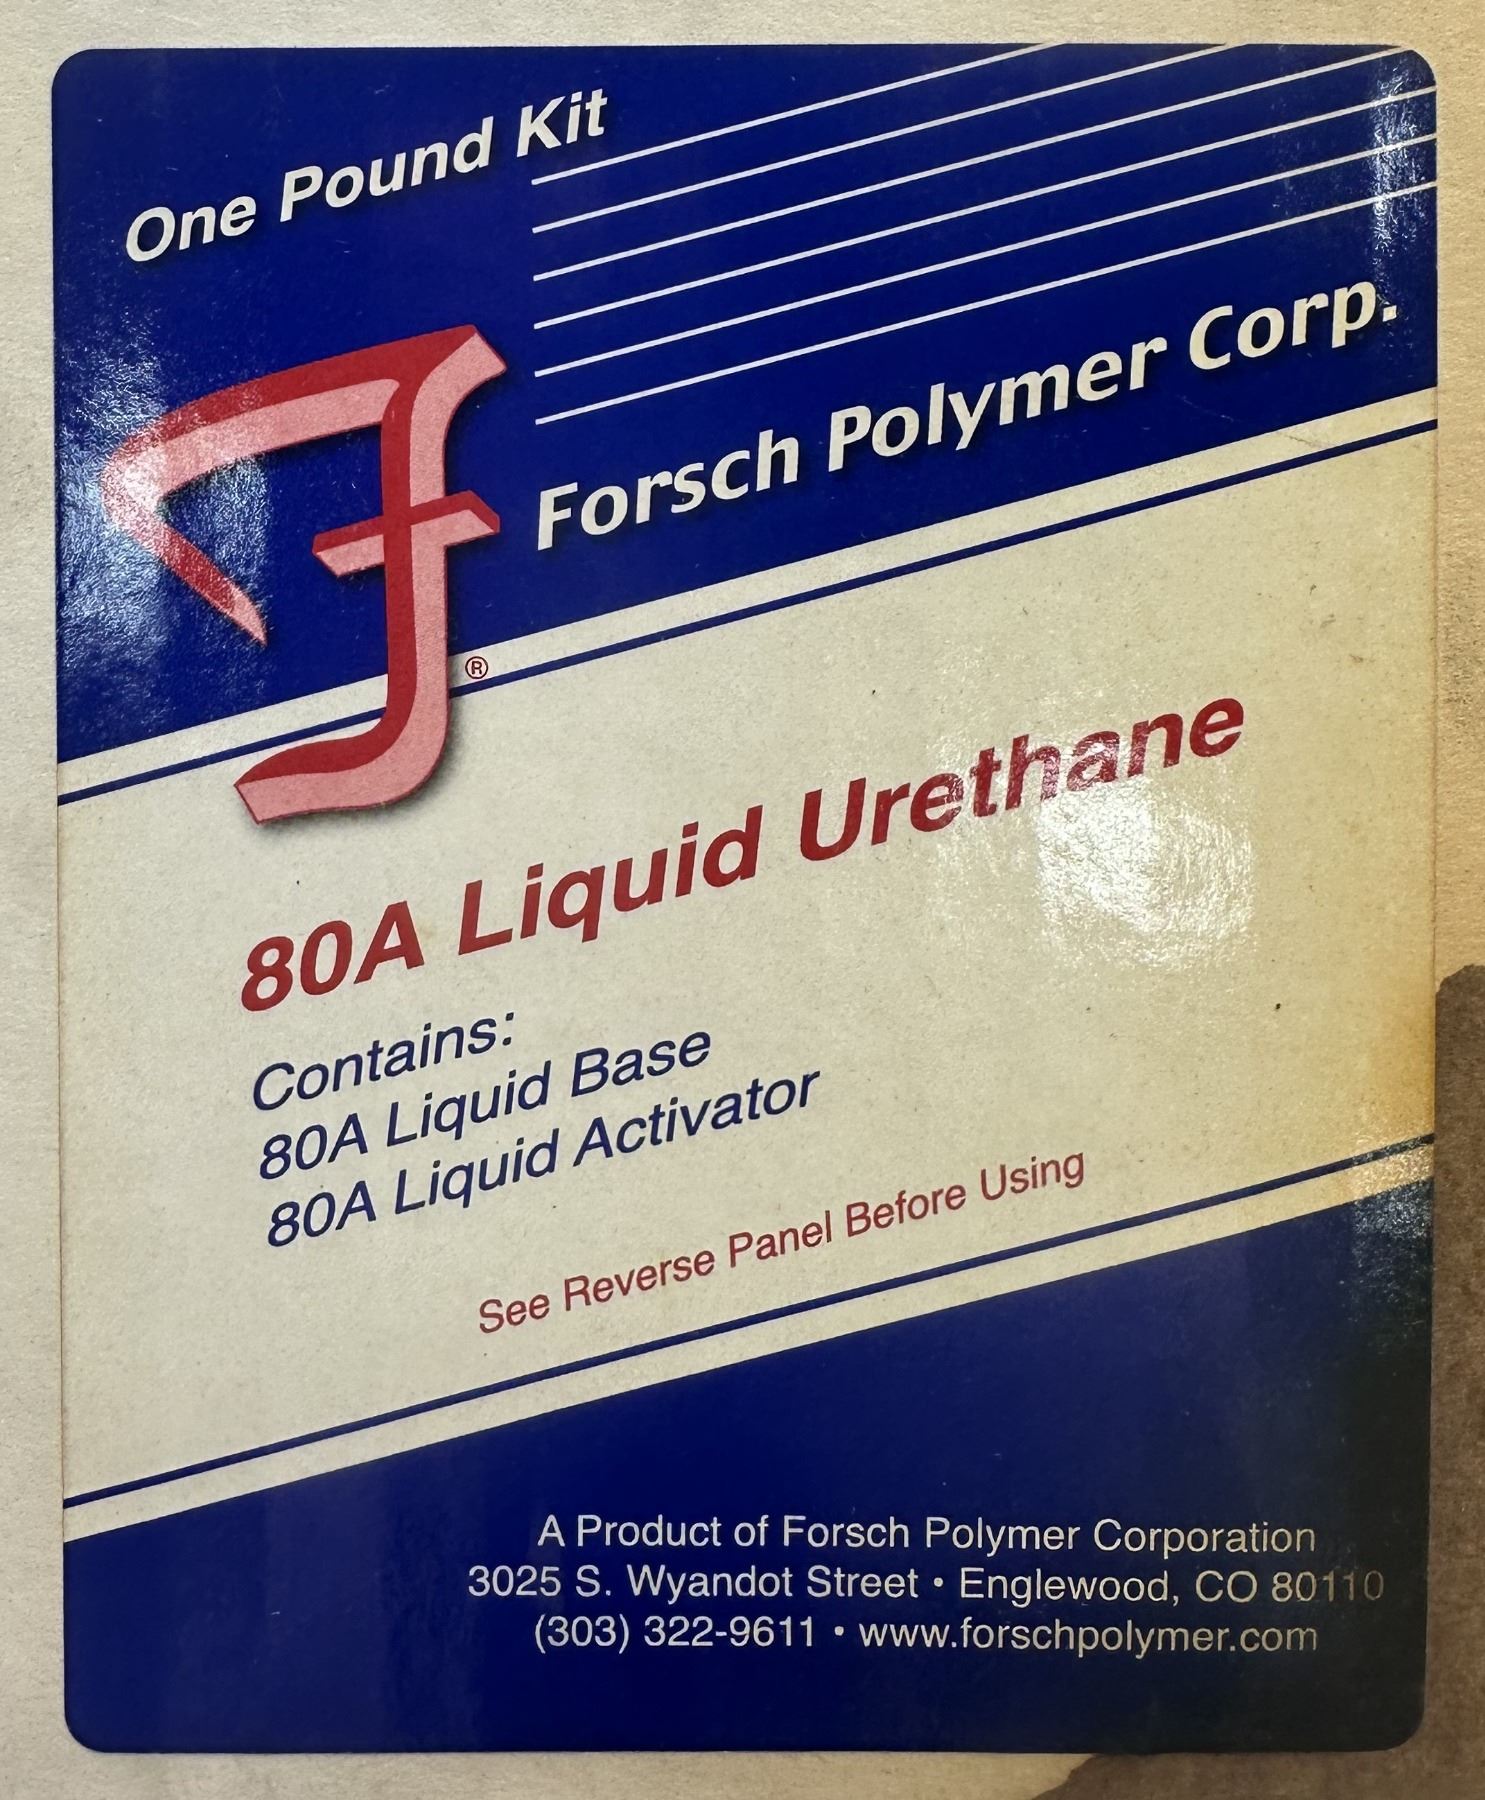 One Pound Kit
F
Forsch Polymer Corp.
®
80A Liquid Urethane
Contains:
80A Liquid Base
80A Liquid Activator
See Reverse Panel Before Using
A Product of Forsch Polymer Corporation
3025 S. Wyandot Street • Englewood, CO 80110
(303) 322-9611 • www.forschpolymer.com